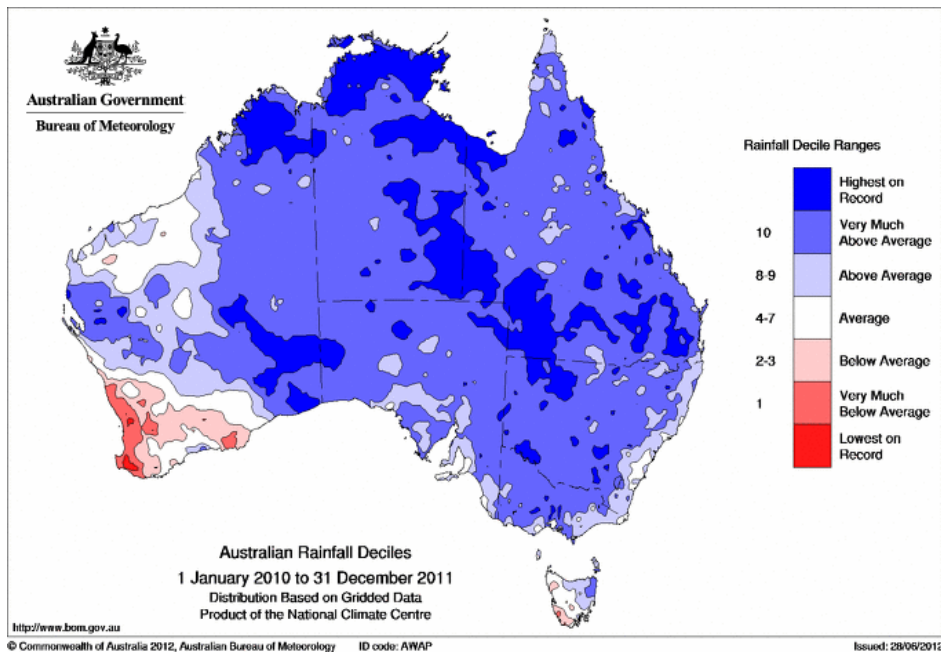 Australian Government
Bureau of Meteorology
Rainfall Decile Ranges
Highest on
Record
10
Very Much
Above Average
8-9
Above Average
4-7
Average
2-3
Below Average
1
Very Much
Below Average
Lowest on
Record
Australian Rainfall Deciles
1 January 2010 to 31 December 2011
Distribution Based on Gridded Data
Product of the National Climate Centre
http://www.bom.gov.au
© Commonwealth of Australia 2012, Australian Bureau of Meteorology
ID code: AWAP
Issued: 28/06/2012